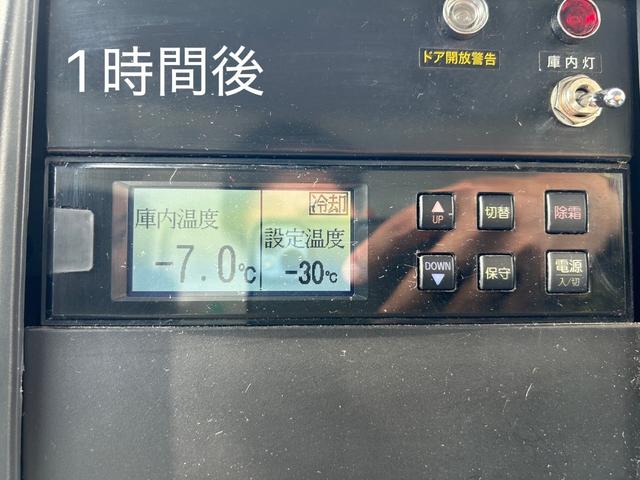 1時間後
ドア開放警告
庫内灯
冷却
庫内温度
設定温度
-7.0℃
-30℃
UP
切替
除霜
DOWN
保守
電源
入/切